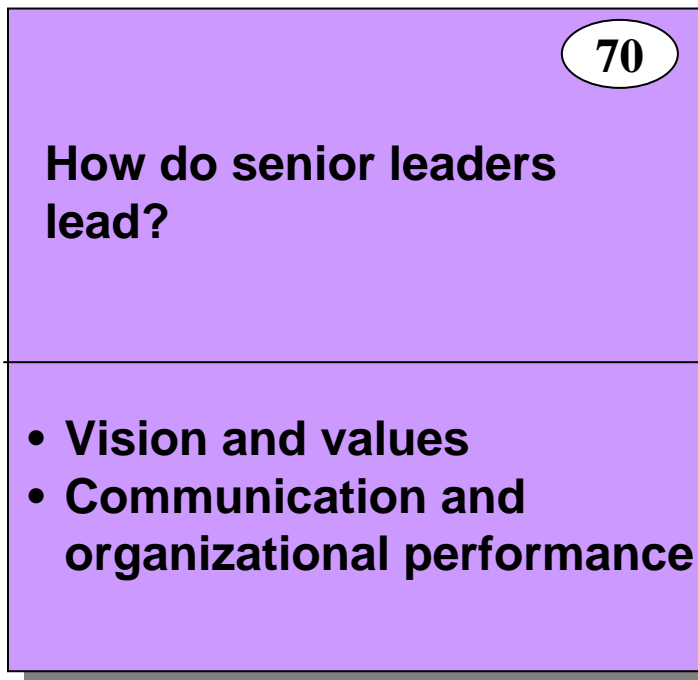 70
How do senior leaders
lead?
• Vision and values
• Communication and
organizational performance